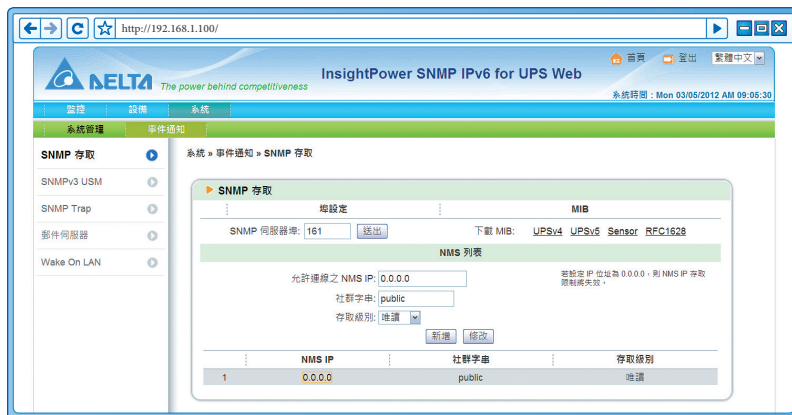 http://192.168.1.100/
DELTA
The power behind competitiveness
InsightPower SNMP IPv6 for UPS Web
首頁 登出 繁體中文
系統時間 : Mon 03/05/2012 AM 09:05:30
監控 設備 系統
系統管理 事件通知
SNMP 存取
SNMPv3 USM
SNMP Trap
郵件伺服器
Wake On LAN
系統 » 事件通知 » SNMP 存取
SNMP 存取
埠設定 MIB
SNMP 伺服器埠: 161 送出 下載 MIB: UPSv4 UPSv5 Sensor RFC1628
NMS 列表
允許連線之 NMS IP: 0.0.0.0
若設定 IP 位址為 0.0.0.0，則 NMS IP 存取
限制將失效。
社群字串: public
存取級別: 唯讀
新增 修改
NMS IP 社群字串 存取級別
1 0.0.0.0 public 唯讀